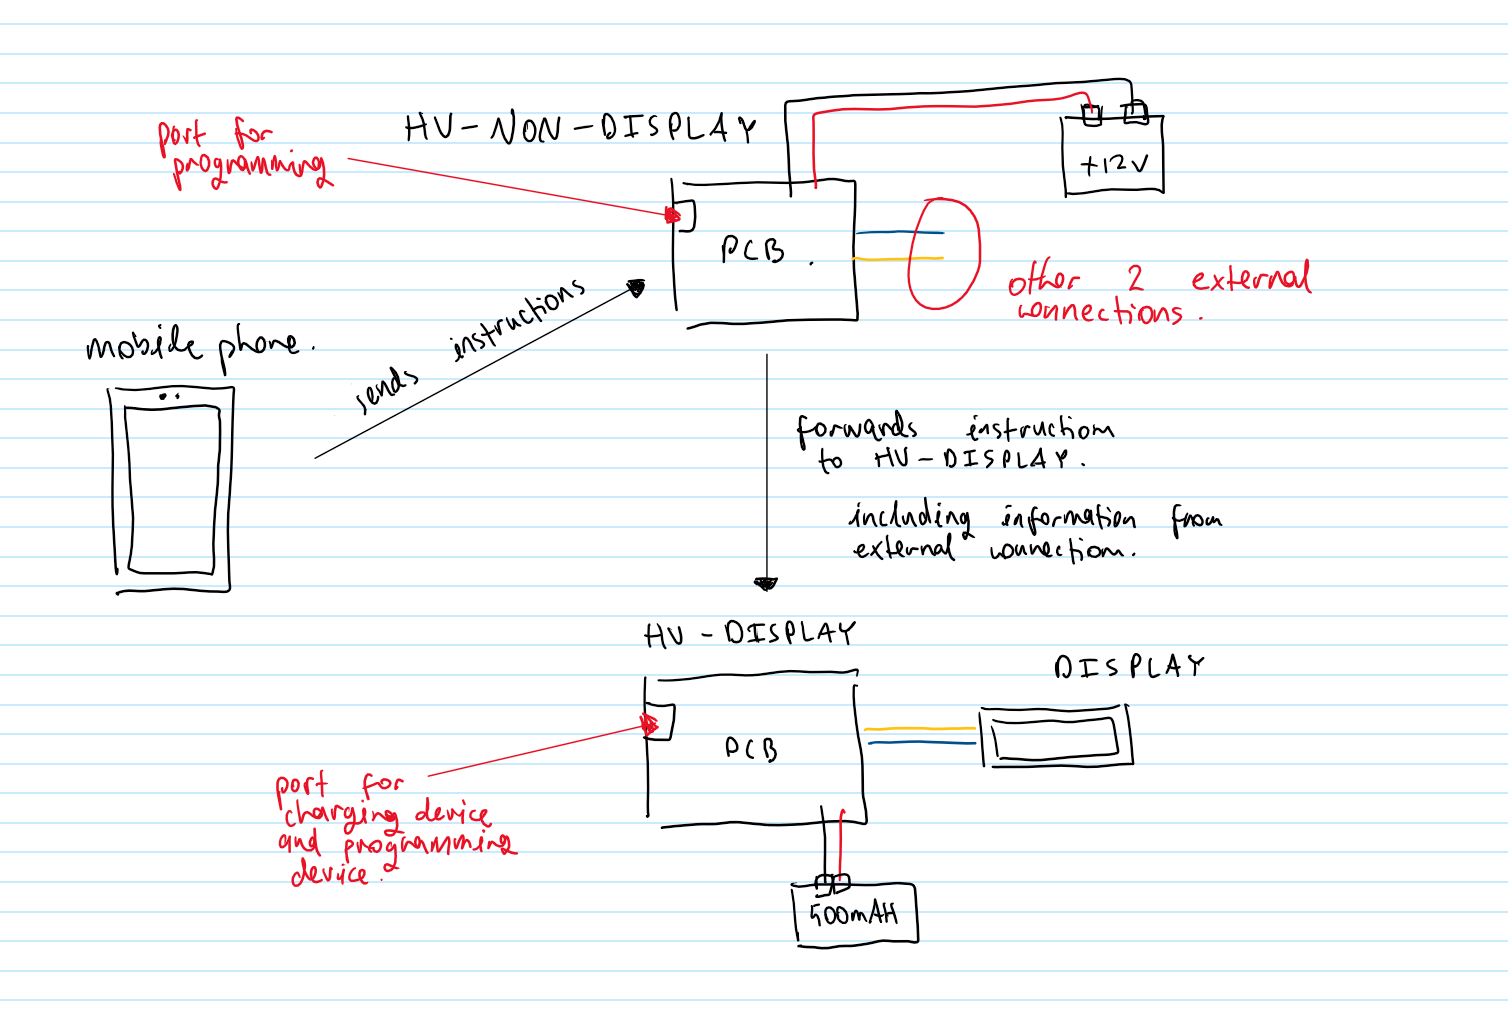 HV-NON-DISPLAY
port for
programming
+12V
PCB.
other 2 external
connections.
sends instructions
mobile phone.
forwards instruction
to HV-DISPLAY.
including information from
external connection.
HV-DISPLAY
DISPLAY
PCB
port for
charging device
and programming
device.
500mAH